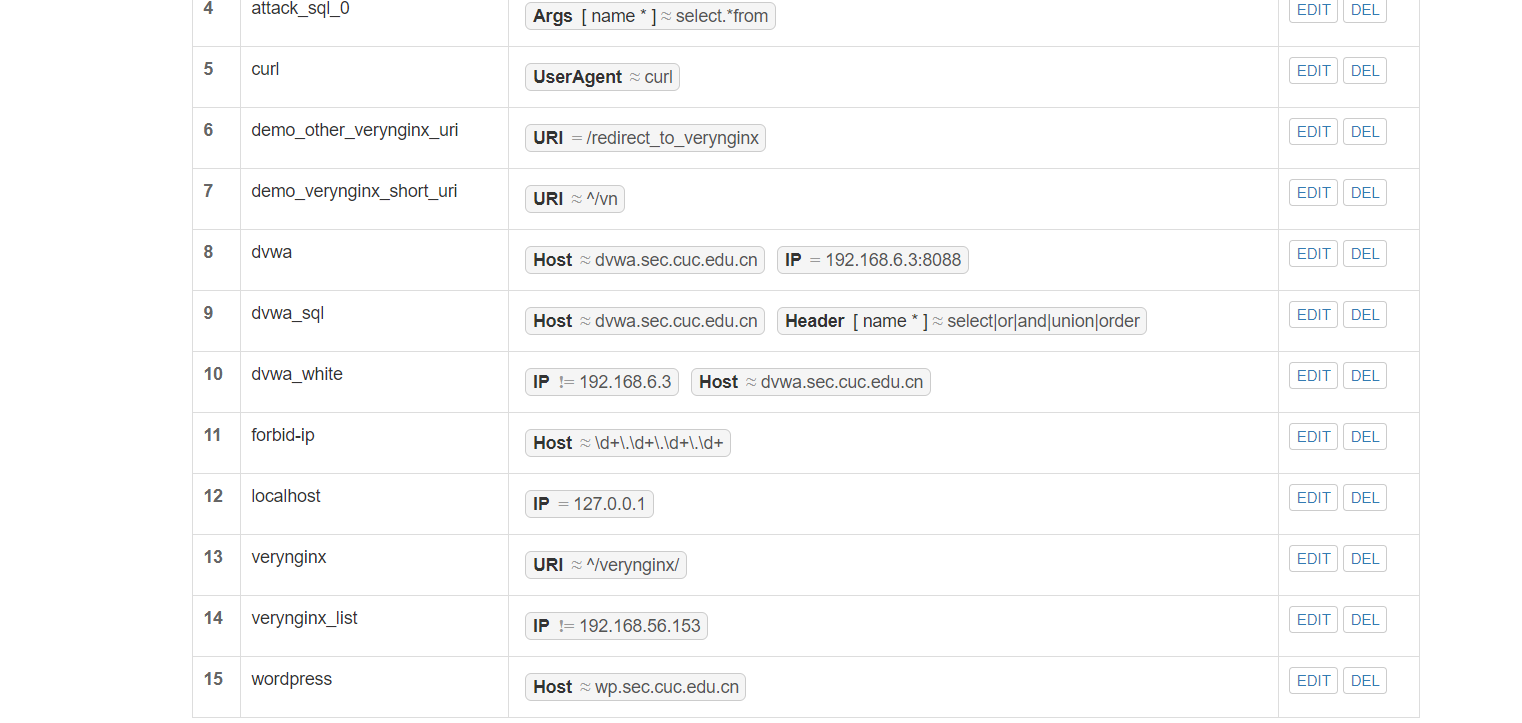 4 attack_sql_0 Args [ name * ] ≈ select.*from EDIT DEL
5 curl UserAgent ≈ curl EDIT DEL
6 demo_other_verynginx_uri URI = /redirect_to_verynginx EDIT DEL
7 demo_verynginx_short_uri URI ≈ ^/vn EDIT DEL
8 dvwa Host ≈ dvwa.sec.cuc.edu.cn IP = 192.168.6.3:8088 EDIT DEL
9 dvwa_sql Host ≈ dvwa.sec.cuc.edu.cn Header [ name * ] ≈ select|or|and|union|order EDIT DEL
10 dvwa_white IP != 192.168.6.3 Host ≈ dvwa.sec.cuc.edu.cn EDIT DEL
11 forbid-ip Host ≈ \d+\.\d+\.\d+\.\d+ EDIT DEL
12 localhost IP = 127.0.0.1 EDIT DEL
13 verynginx URI ≈ ^/verynginx/ EDIT DEL
14 verynginx_list IP != 192.168.56.153 EDIT DEL
15 wordpress Host ≈ wp.sec.cuc.edu.cn EDIT DEL